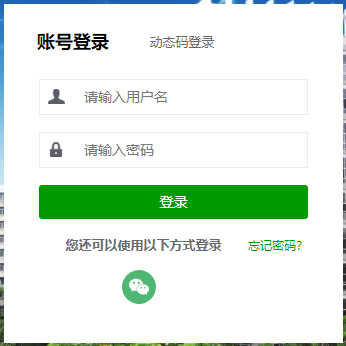 账号登录 动态码登录
请输入用户名
请输入密码
登录
您还可以使用以下方式登录 忘记密码?